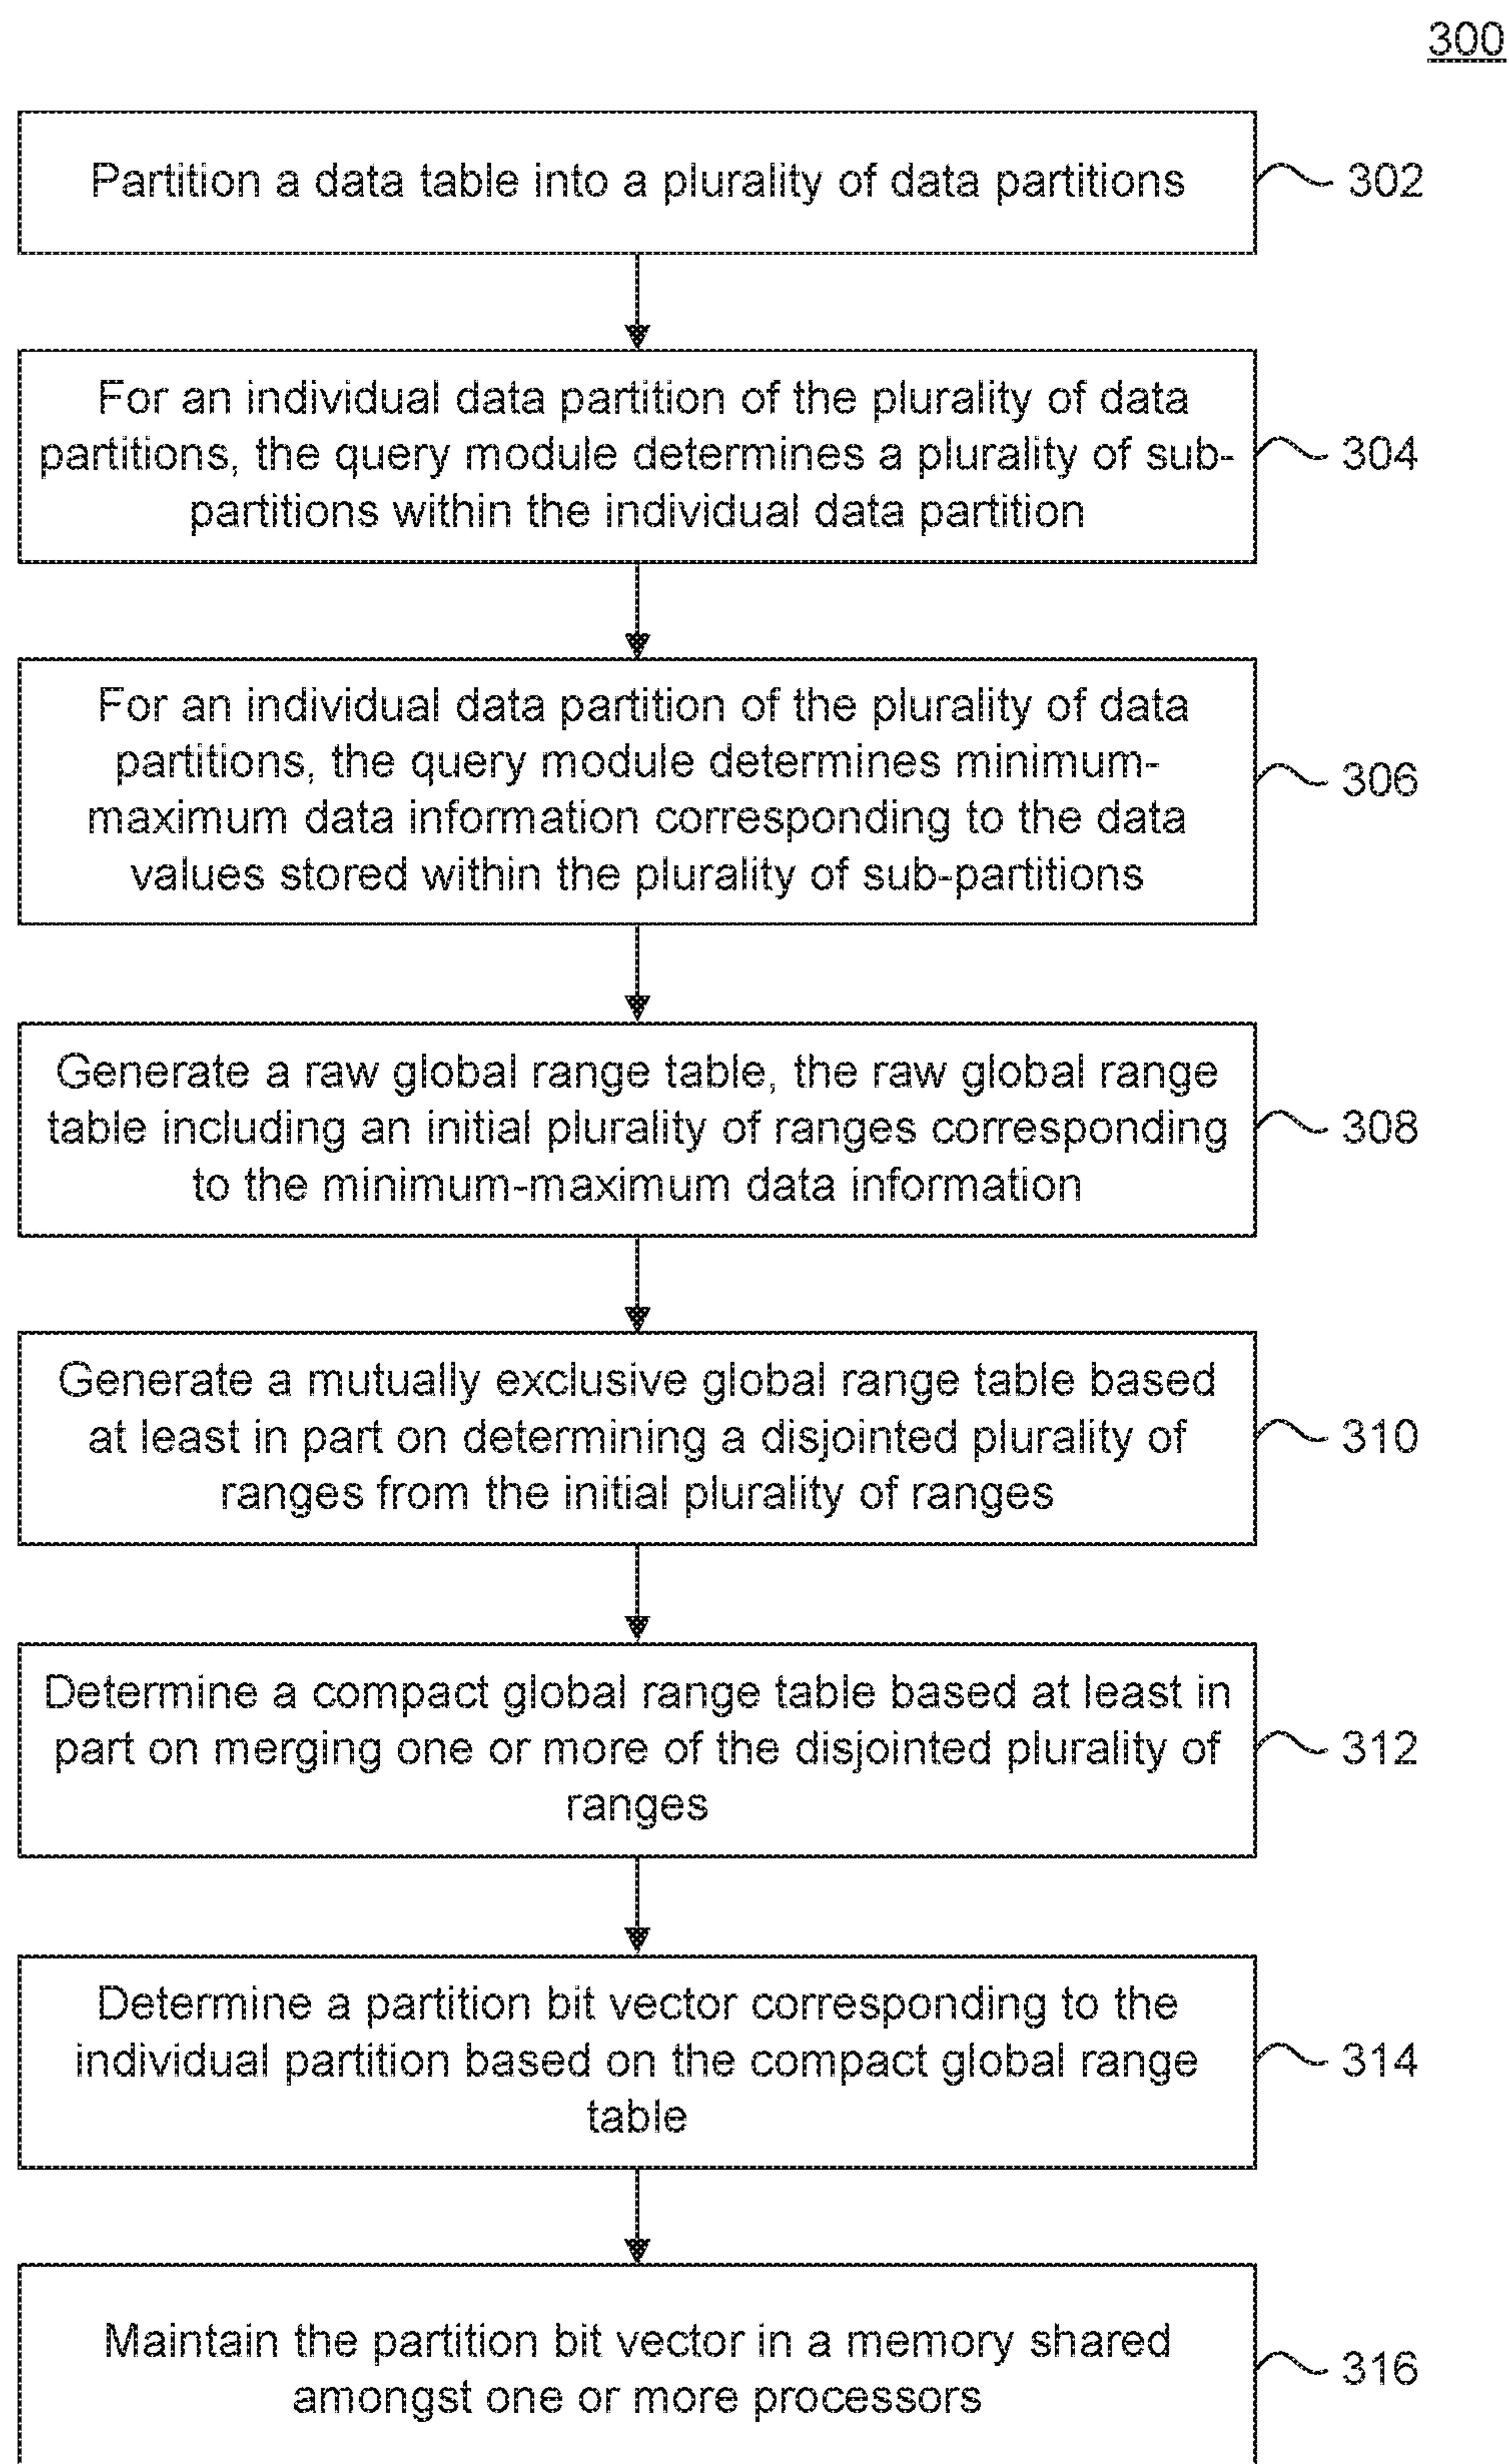 300
Partition a data table into a plurality of data partitions
302
For an individual data partition of the plurality of data
partitions, the query module determines a plurality of sub-
partitions within the individual data partition
304
For an individual data partition of the plurality of data
partitions, the query module determines minimum-
maximum data information corresponding to the data
values stored within the plurality of sub-partitions
306
Generate a raw global range table, the raw global range
table including an initial plurality of ranges corresponding
to the minimum-maximum data information
308
Generate a mutually exclusive global range table based
at least in part on determining a disjointed plurality of
ranges from the initial plurality of ranges
310
Determine a compact global range table based at least in
part on merging one or more of the disjointed plurality of
ranges
312
Determine a partition bit vector corresponding to the
individual partition based on the compact global range
table
314
Maintain the partition bit vector in a memory shared
amongst one or more processors
316